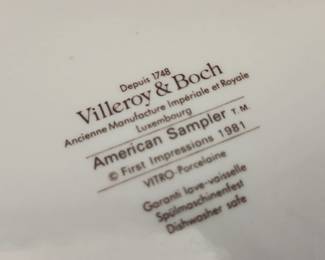 Depuis 1748
Villeroy & Boch
Ancienne Manufacture Impériale et Royale
Luxembourg
American Sampler T.M.
© First Impressions 1981
VITRO-Porcelaine
Garanti lave-vaisselle
Spülmaschinenfest
Dishwasher safe